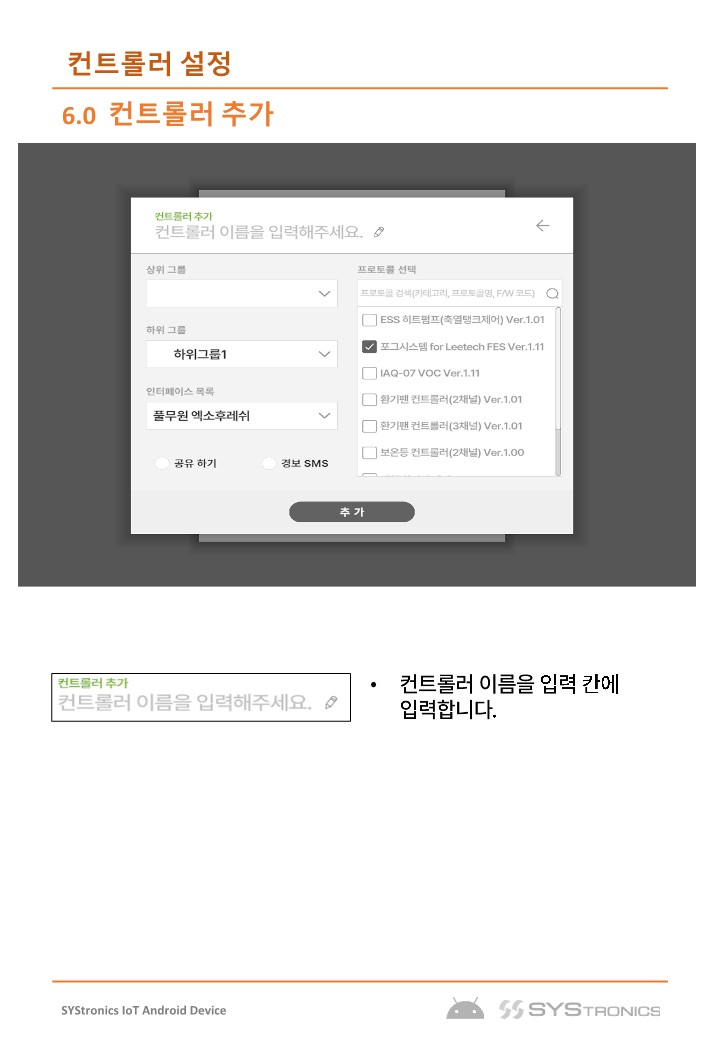 컨트롤러 설정
6.0 컨트롤러 추가
컨트롤러 추가
컨트롤러 이름을 입력해주세요.
상위 그룹
하위 그룹
하위그룹1
인터페이스 목록
풀무원 엑소후레쉬
공유 하기
경보 SMS
프로토콜 선택
프로토콜 검색(카테고리, 프로토콜명, F/W 코드)
ESS 히트펌프(축열탱크제어) Ver.1.01
포그시스템 for Leetech FES Ver.1.11
IAQ-07 VOC Ver.1.11
환기팬 컨트롤러(2채널) Ver.1.01
환기팬 컨트롤러(3채널) Ver.1.01
보온등 컨트롤러(2채널) Ver.1.00
추 가
컨트롤러 추가
컨트롤러 이름을 입력해주세요.
• 컨트롤러 이름을 입력 칸에
입력합니다.
SYStronics IoT Android Device
SYSTRONICS